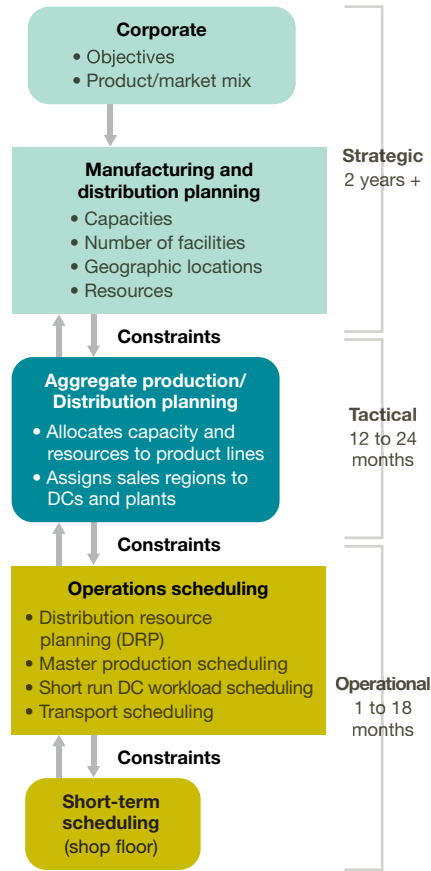 Corporate
• Objectives
• Product/market mix
Strategic
2 years +
Manufacturing and
distribution planning
• Capacities
• Number of facilities
• Geographic locations
• Resources
Constraints
Aggregate production/
Distribution planning
• Allocates capacity and
resources to product lines
• Assigns sales regions to
DCs and plants
Tactical
12 to 24
months
Constraints
Operations scheduling
• Distribution resource
planning (DRP)
• Master production scheduling
• Short run DC workload scheduling
• Transport scheduling
Operational
1 to 18
months
Constraints
Short-term
scheduling
(shop floor)